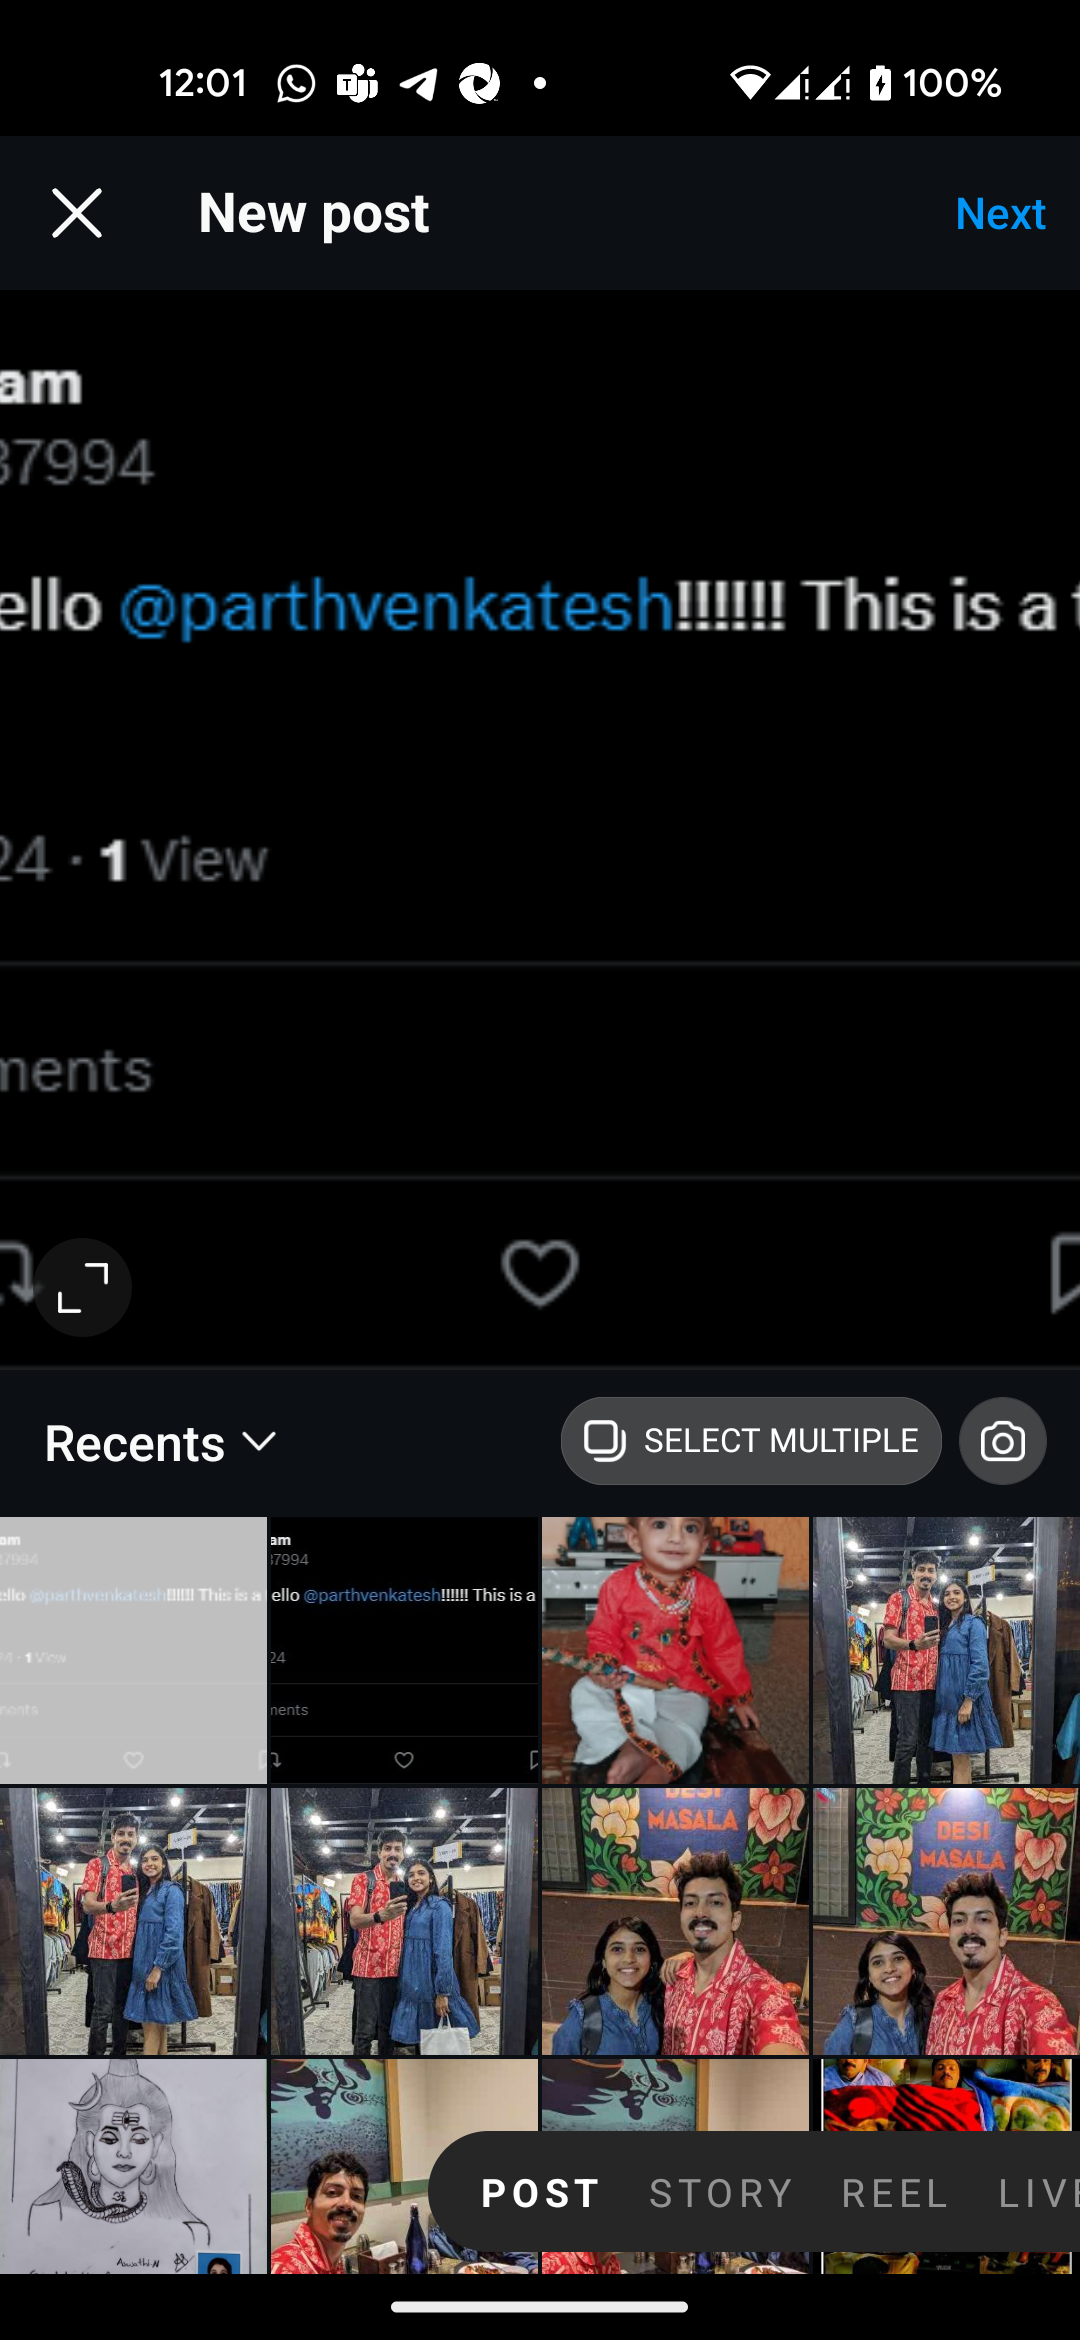 12:01
100%
New post
Next
am
37994
ello @parthvenkatesh!!!!!! This is a t
24 · 1 View
ments
Recents
SELECT MULTIPLE
am
37994
ello @parthvenkatesh!!!!!! This is a
24 · 1 View
ments
am
37994
ello @parthvenkatesh!!!!!! This is a
24
ments
DESI
MASALA
DESI
MASALA
POST STORY REEL LIVE